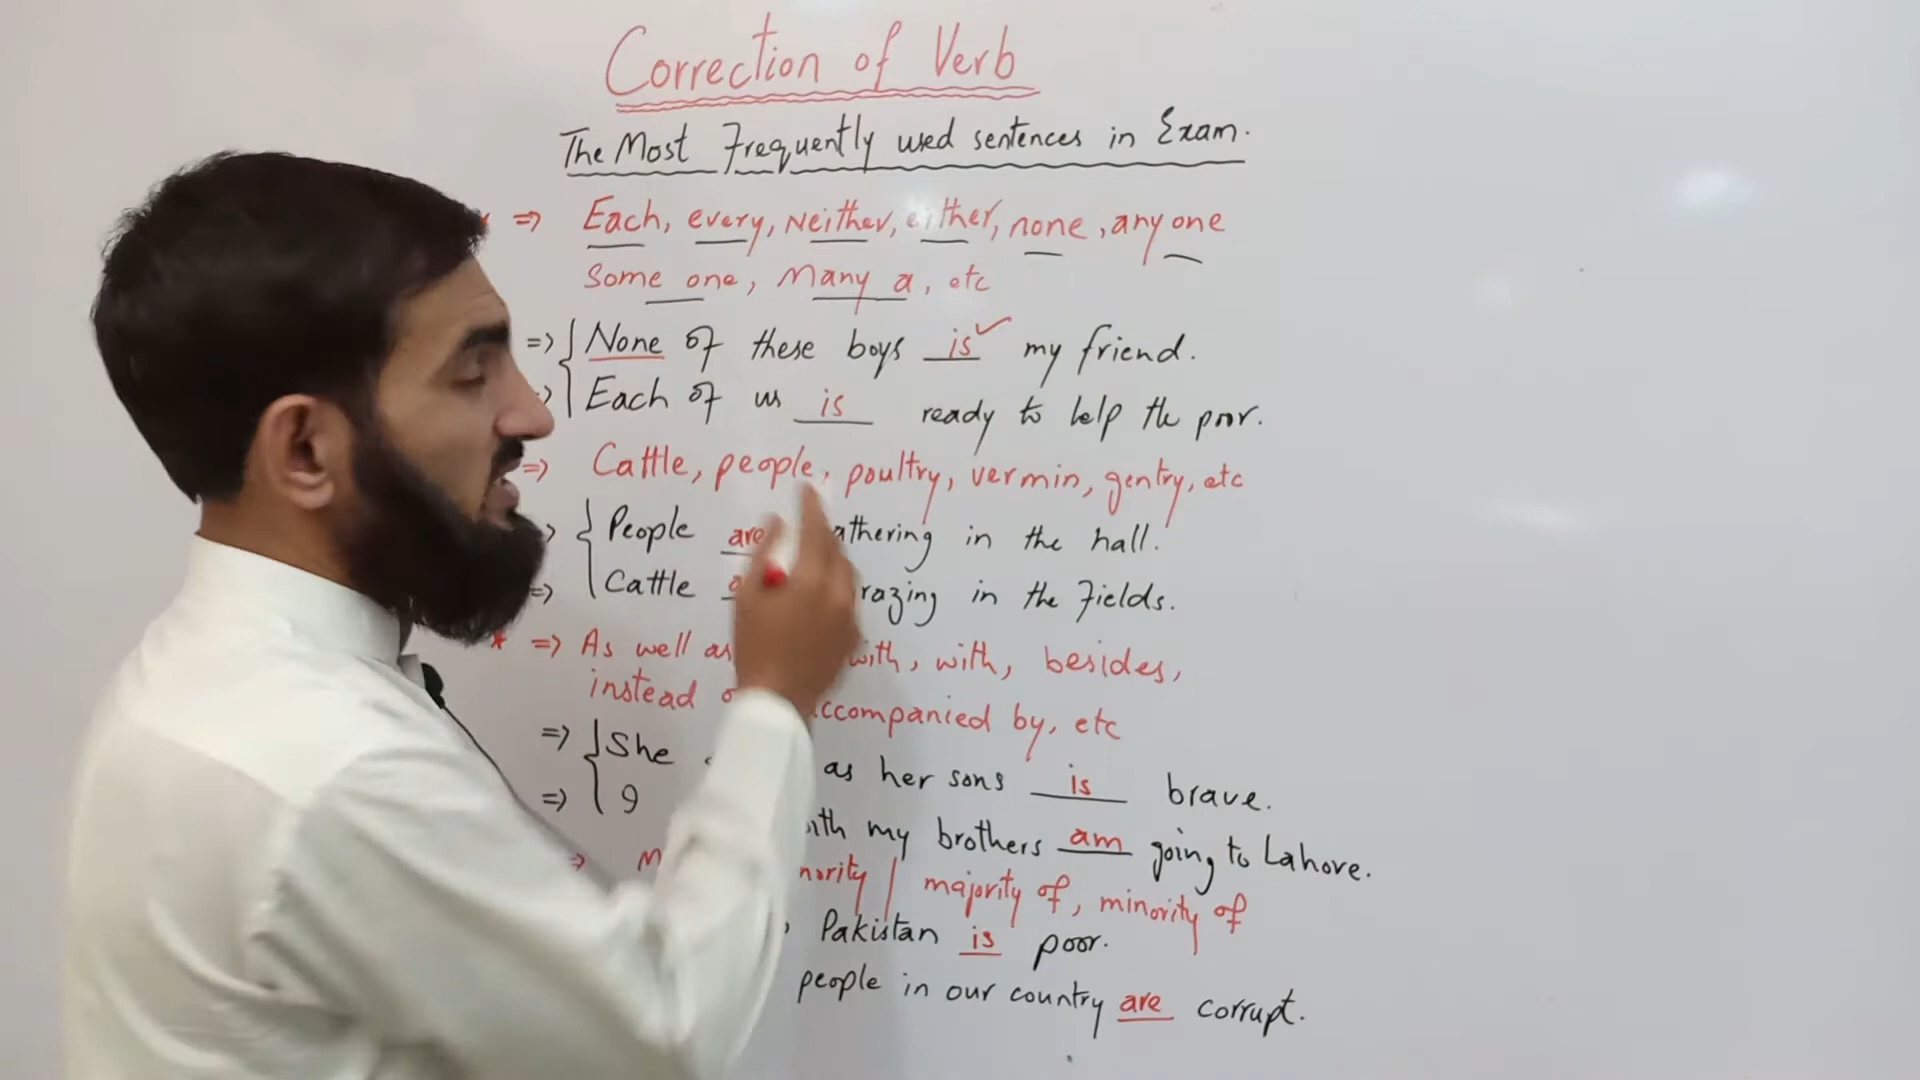 Correction of Verb
The Most Frequently used sentences in Exam.
* => Each, every, Neither, either, none, any one
Some one, Many a, etc
=> None of these boys is ✓ my friend.
=> Each of us is ready to help the poor.
=> Cattle, people, poultry, vermin, gentry, etc
=> People are gathering in the hall.
=> Cattle grazing in the Fields.
* => As well as with, with, besides,
instead accompanied by, etc
=> She as her sons is brave.
=> I with my brothers am going to Lahore.
=> / majority of, minority of
Pakistan is poor.
people in our country are corrupt.